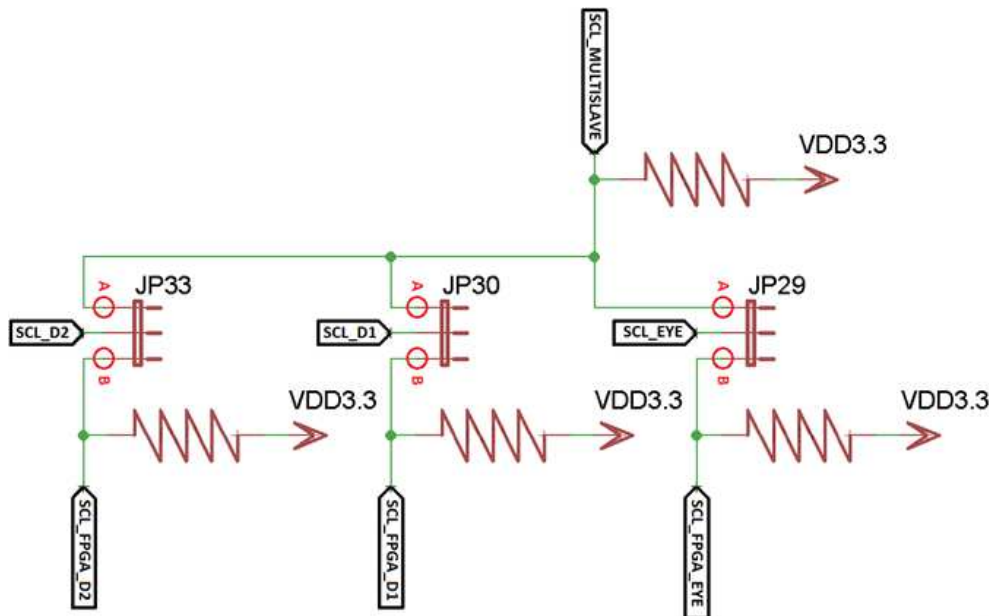 SCL_MULTISLAVE
VDD3.3
JP33
JP30
JP29
A
A
A
SCL_D2
SCL_D1
SCL_EYE
B
B
B
VDD3.3
VDD3.3
VDD3.3
SCL_FPGA_D2
SCL_FPGA_D1
SCL_FPGA_EYE